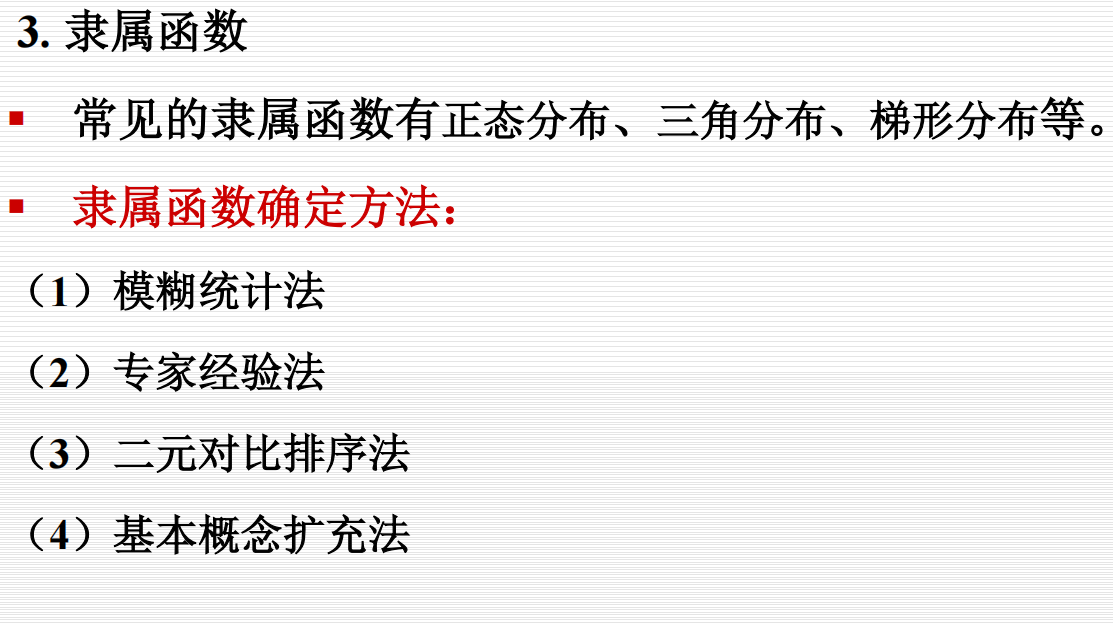 3. 隶属函数
▪ 常见的隶属函数有正态分布、三角分布、梯形分布等。
▪ 隶属函数确定方法：
（1）模糊统计法
（2）专家经验法
（3）二元对比排序法
（4）基本概念扩充法